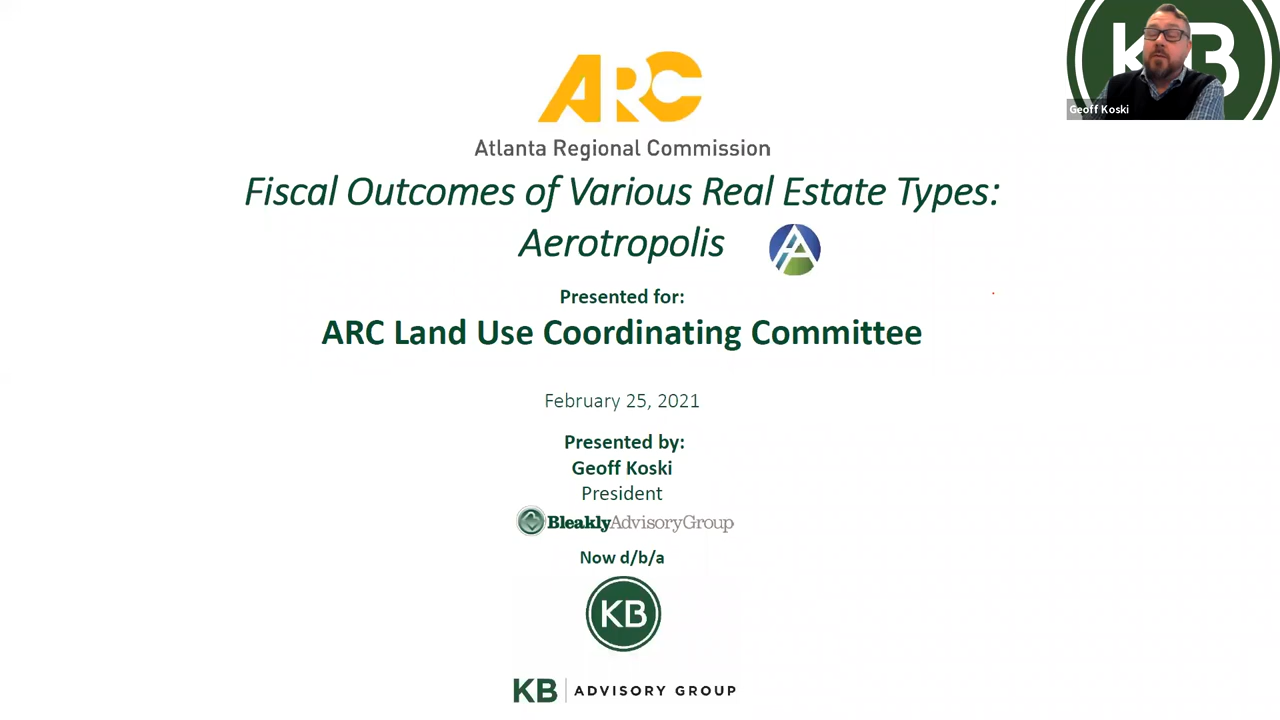 KB
Geoff Koski
ARC
Atlanta Regional Commission
Fiscal Outcomes of Various Real Estate Types:
Aerotropolis
Presented for:
ARC Land Use Coordinating Committee
February 25, 2021
Presented by:
Geoff Koski
President
BleaklyAdvisoryGroup
Now d/b/a
KB
KB | ADVISORY GROUP